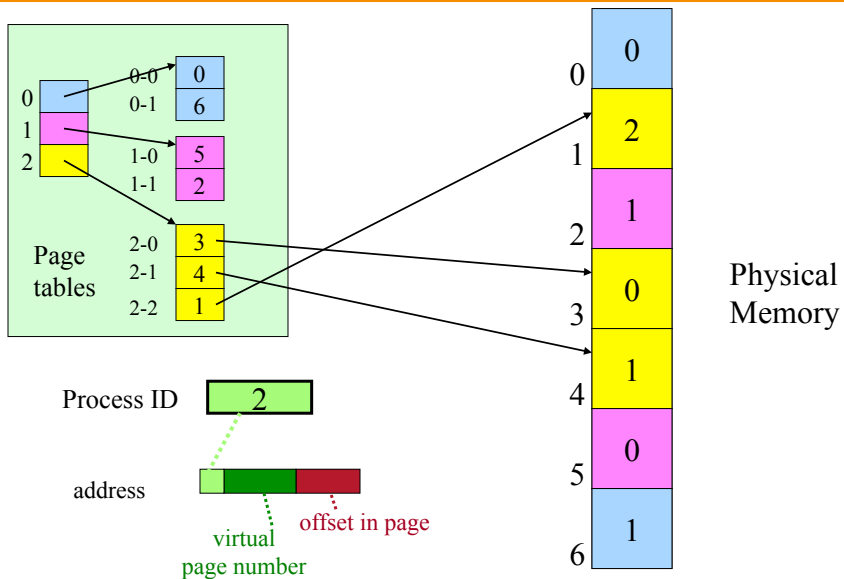 0-0 0
0 0-1 6
1 1-0 5
2 1-1 2
2-0 3
2-1 4
2-2 1
Page
tables
Process ID 2
address
virtual
page number
offset in page
0 0
1 2
2 1
3 0
4 1
5 0
6 1
Physical
Memory